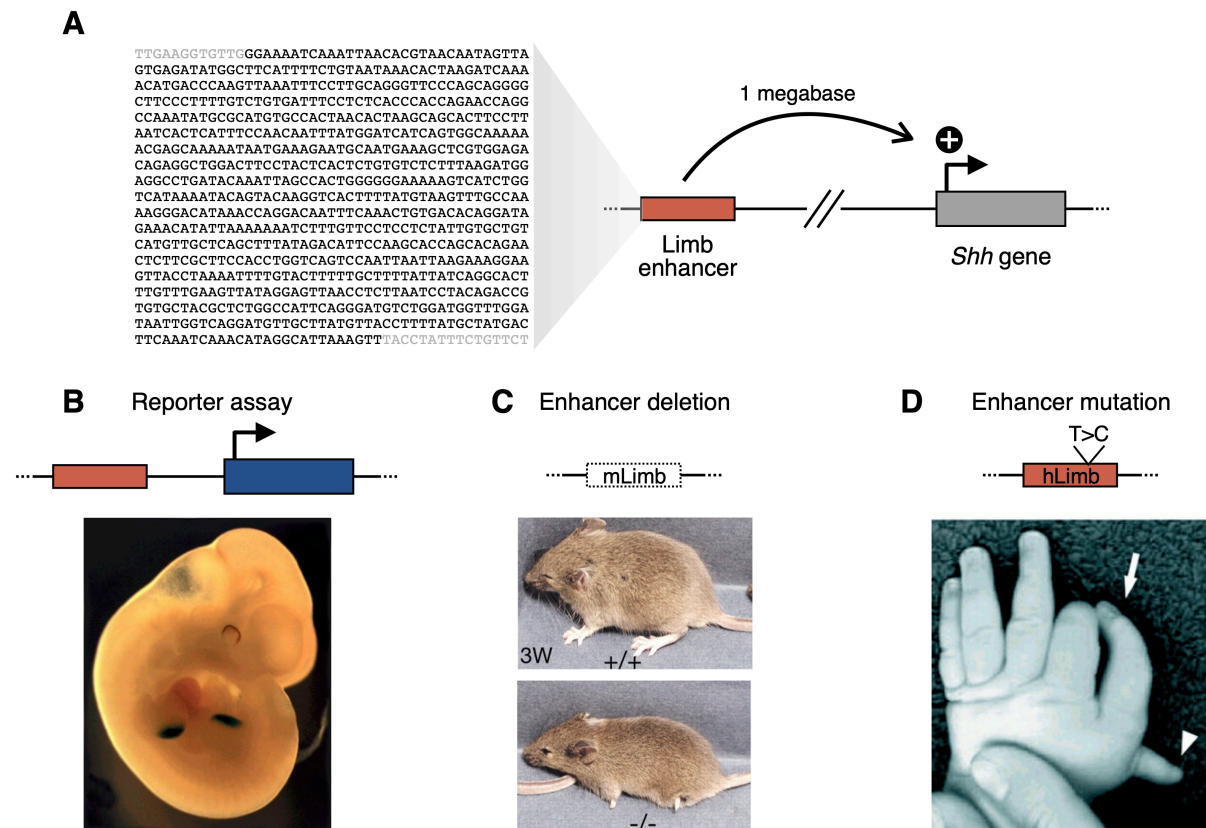 A
TTGAAGGTGTTGGGAAAATCAAATTAACACGTAACAATAGTTA
GTGAGATATGGCTTCATTTTCTGTAATAAACACTAAGATCAAA
ACATGACCCAAGTTAAATTTCCTTGCAGGGTTCCCAGCAGGGG
CTTCCCTTTTGTCTGTGATTTCCTCTCACCCACCAGAACCAGG
CCAAATATGCGCATGTGCCACTAACACTAAGCAGCACTTCCTT
AATCACTCATTTCCAACAATTTATGGATCATCAGTGGCAAAAA
ACGAGCAAAAATAATGAAAGAATGCAATGAAAGCTCGTGGAGA
CAGAGGCTGGACTTCCTACTCACTCTGTGTCTCTTTAAGATGG
AGGCCTGATACAAATTAGCCACTGGGGGGAAAAAGTCATCTGG
TCATAAAATACAGTACAAGGTCACTTTTATGTAAGTTTGCCAA
AAGGGACATAAACCAGGACAATTTCAAACTGTGACACAGGATA
GAAACATATTAAAAAAATCTTTGTTCCTCCTCTATTGTGCTGT
CATGTTGCTCAGCTTTATAGACATTCCAAGCACCAGCACAGAA
CTCTTCGCTTCCACCTGGTCAGTCCAATTAATTAAGAAAGGAA
GTTACCTAAAATTTTGTACTTTTTGCTTTTATTATCAGGCACT
TTGTTTGAAGTTATAGGAGTTAACCTCTTAATCCTACAGACCG
TGTGCTACGCTCTGGCCATTCAGGGATGTCTGGATGGTTTGGA
TAATTGGTCAGGATGTTGCTTATGTTACCTTTTATGCTATGAC
TTCAAATCAAACATAGGCATTAAAGTTTACCTATTTCTGTTCT
1 megabase
+
Limb
enhancer
Shh gene
B Reporter assay
C Enhancer deletion
mLimb
3W
+/+
-/-
D Enhancer mutation
T>C
hLimb